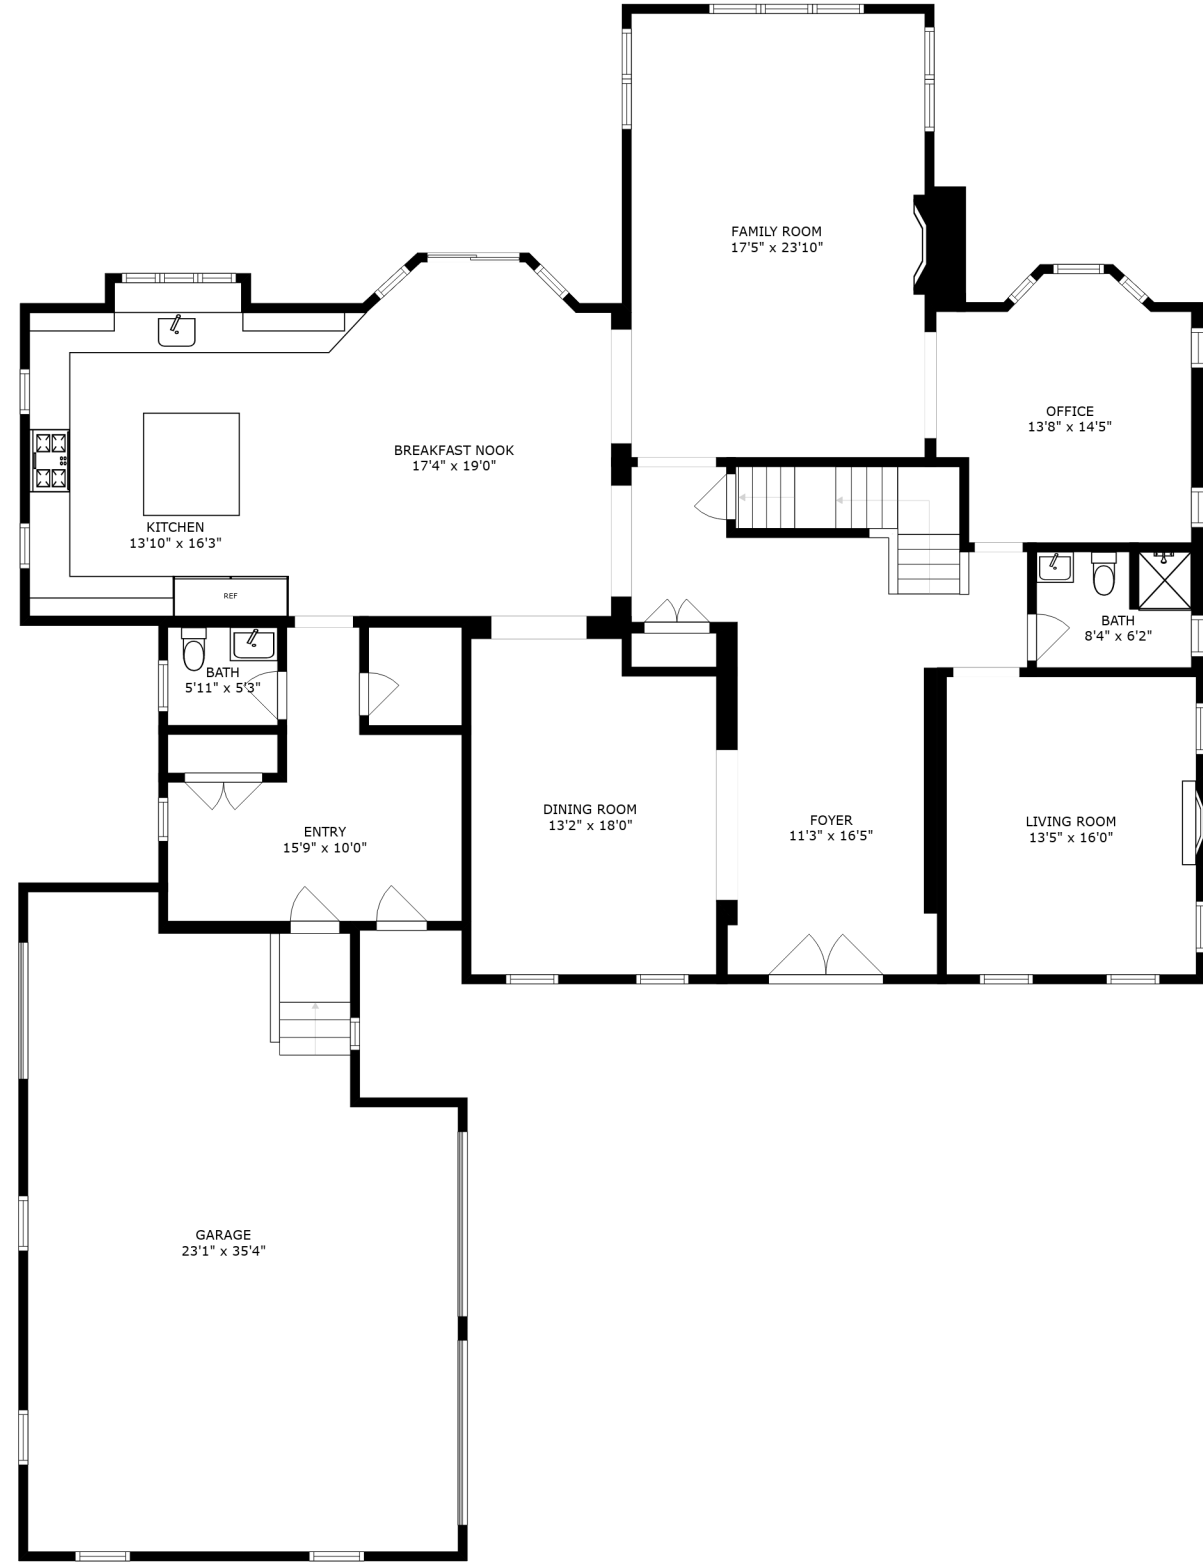 FAMILY ROOM
17'5" x 23'10"
OFFICE
13'8" x 14'5"
BREAKFAST NOOK
17'4" x 19'0"
KITCHEN
13'10" x 16'3"
REF
BATH
8'4" x 6'2"
BATH
5'11" x 5'3"
DINING ROOM
13'2" x 18'0"
FOYER
11'3" x 16'5"
LIVING ROOM
13'5" x 16'0"
ENTRY
15'9" x 10'0"
GARAGE
23'1" x 35'4"